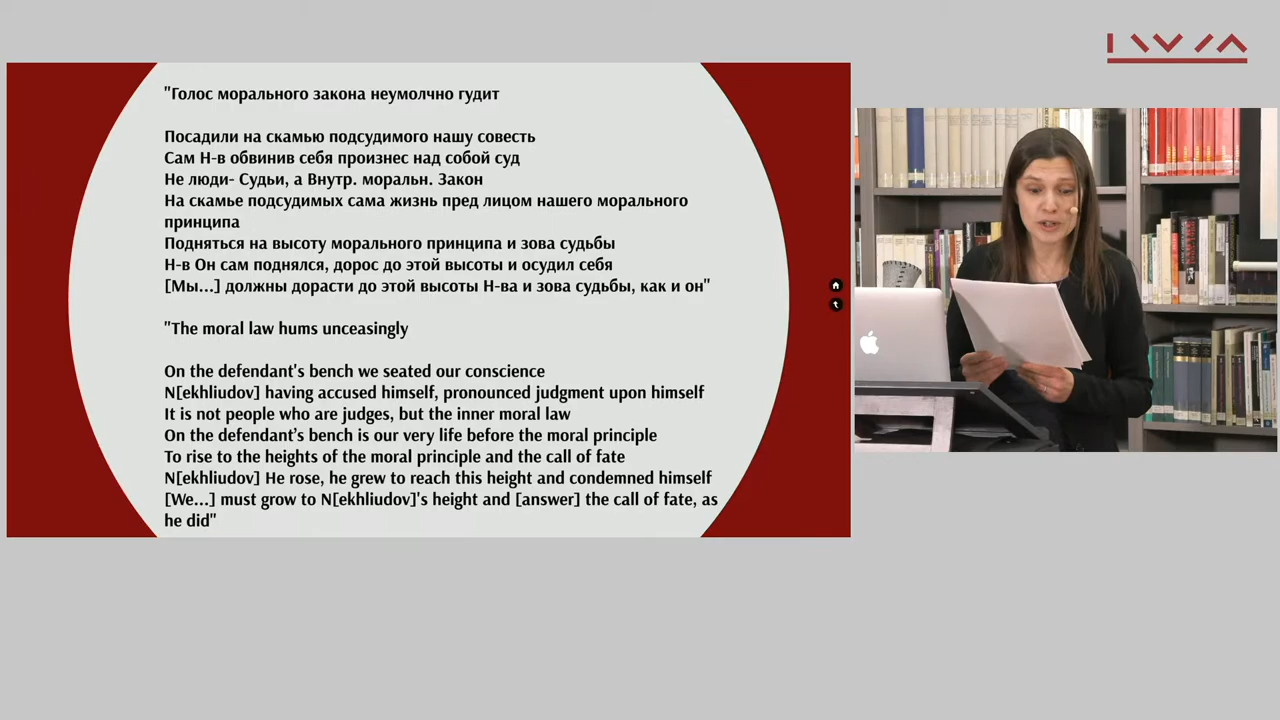 "Голос морального закона неумолчно гудит
Посадили на скамью подсудимого нашу совесть
Сам Н-в обвинив себя произнес над собой суд
Не люди- Судьи, а Внутр. моральн. Закон
На скамье подсудимых сама жизнь пред лицом нашего морального
принципа
Подняться на высоту морального принципа и зова судьбы
Н-в Он сам поднялся, дорос до этой высоты и осудил себя
[Мы...] должны дорасти до этой высоты Н-ва и зова судьбы, как и он"
"The moral law hums unceasingly
On the defendant's bench we seated our conscience
N[ekhliudov] having accused himself, pronounced judgment upon himself
It is not people who are judges, but the inner moral law
On the defendant’s bench is our very life before the moral principle
To rise to the heights of the moral principle and the call of fate
N[ekhliudov] He rose, he grew to reach this height and condemned himself
[We...] must grow to N[ekhliudov]'s height and [answer] the call of fate, as
he did"